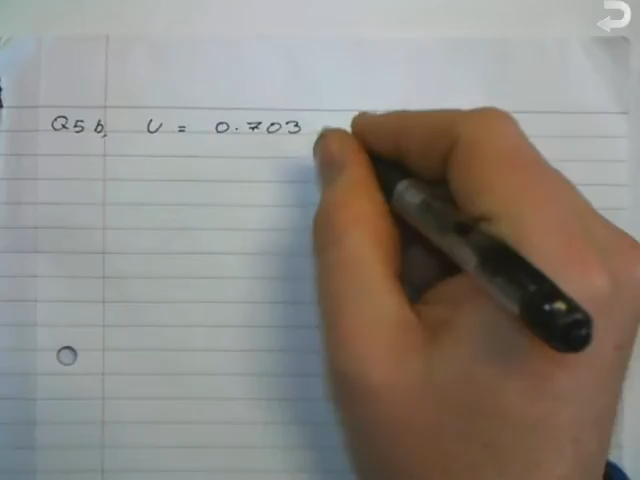 Q5b, U = 0.703